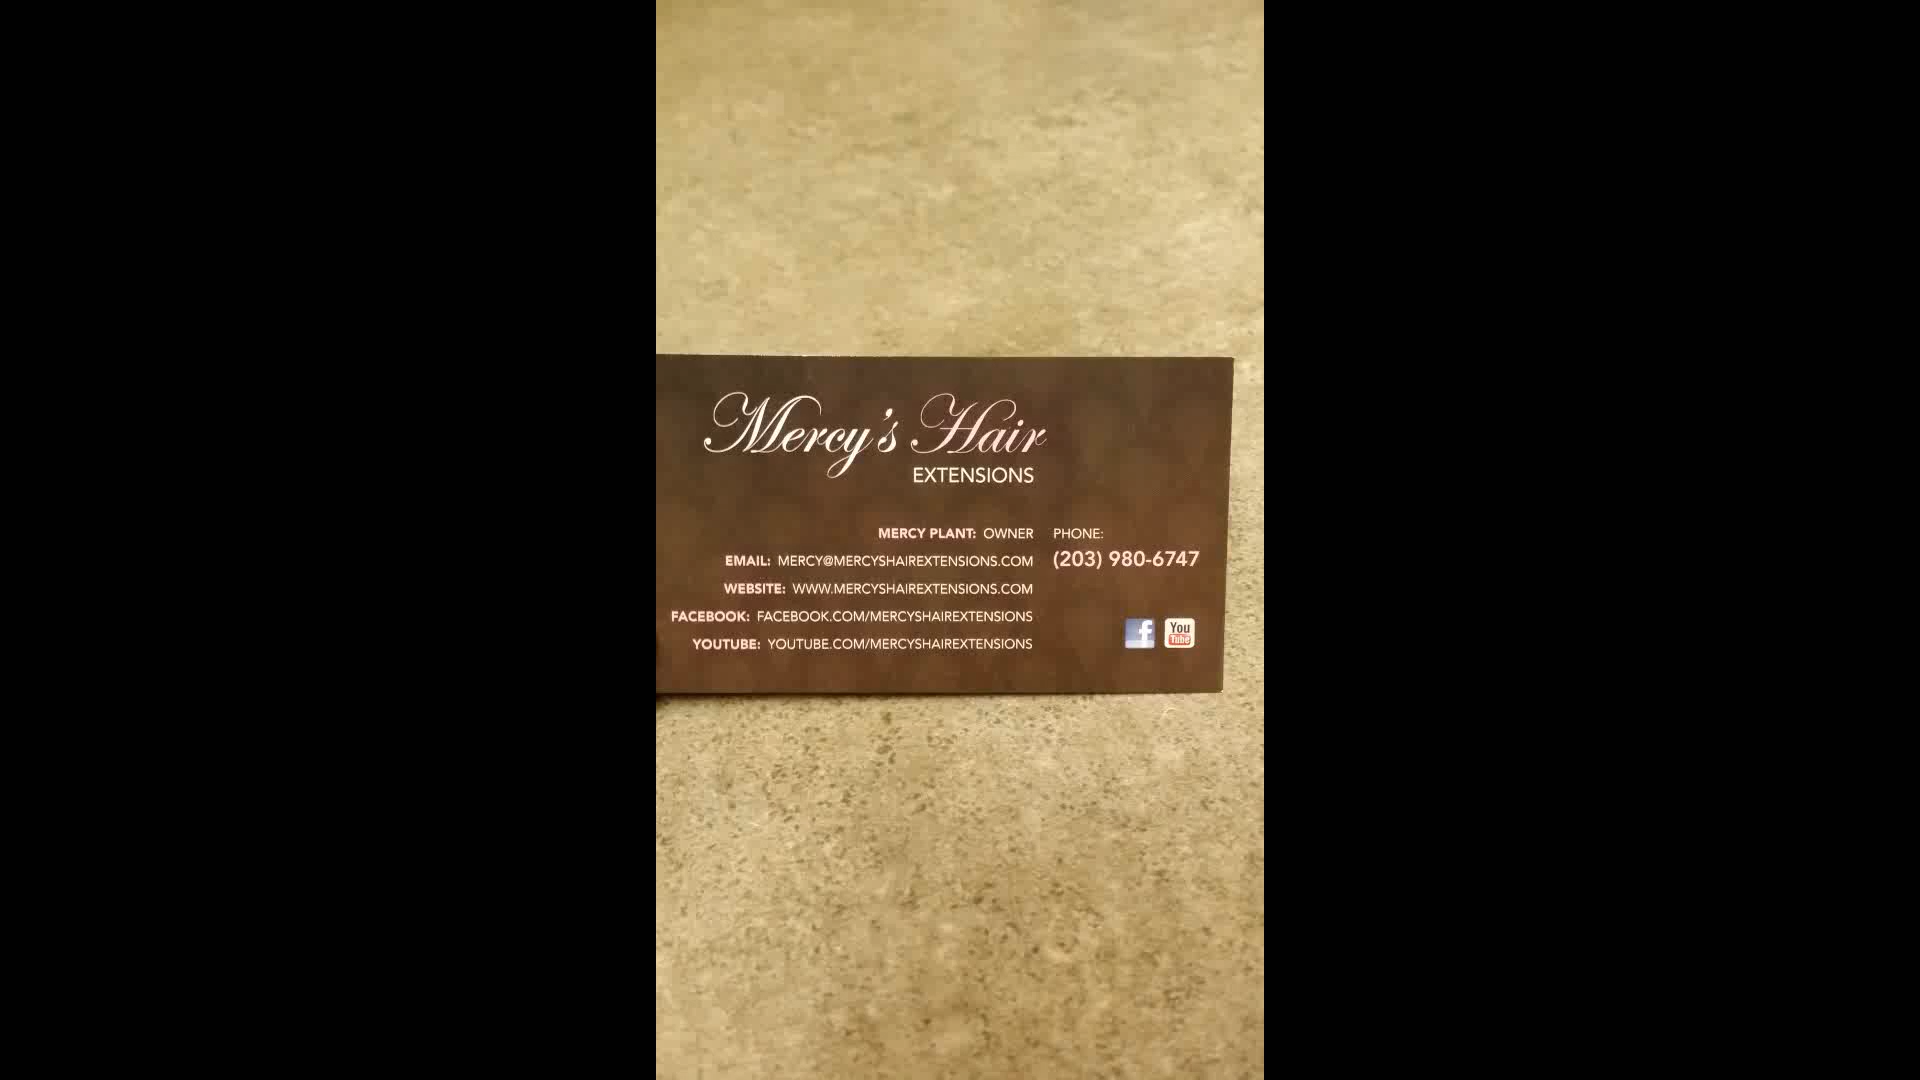 Mercy's Hair
EXTENSIONS
MERCY PLANT: OWNER
EMAIL: MERCY@MERCYSHAIREXTENSIONS.COM
WEBSITE: WWW.MERCYSHAIREXTENSIONS.COM
FACEBOOK: FACEBOOK.COM/MERCYSHAIREXTENSIONS
YOUTUBE: YOUTUBE.COM/MERCYSHAIREXTENSIONS
PHONE:
(203) 980-6747
f
You
Tube